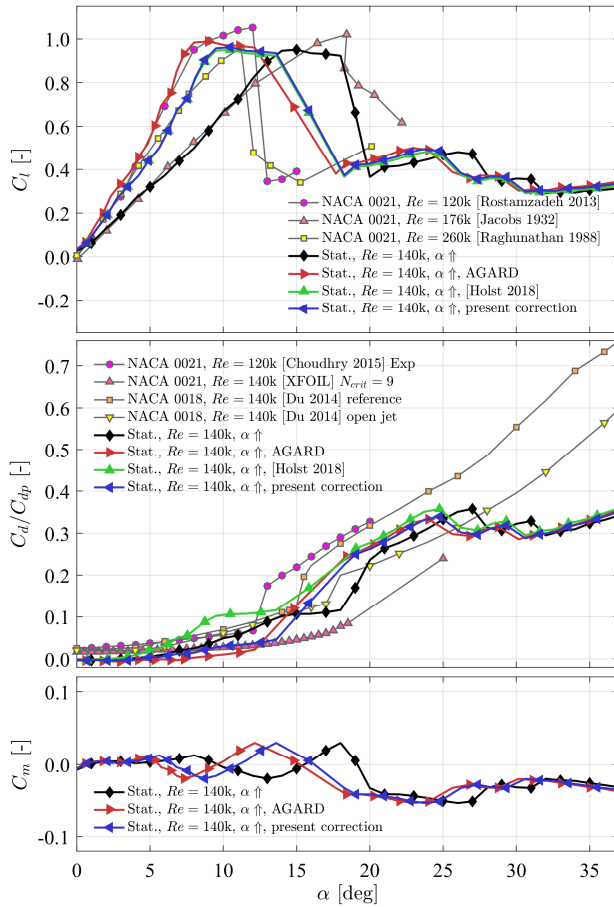 1.0
0.8
0.6
0.4
0.2
0.0
-0.2
C_l [-]
NACA 0021, Re = 120k [Rostamzadeh 2013]
NACA 0021, Re = 176k [Jacobs 1932]
NACA 0021, Re = 260k [Raghunathan 1988]
Stat., Re = 140k, α ⇑
Stat., Re = 140k, α ⇑, AGARD
Stat., Re = 140k, α ⇑, [Holst 2018]
Stat., Re = 140k, α ⇑, present correction
0.7
0.6
0.5
0.4
0.3
0.2
0.1
0.0
C_d/C_{dp} [-]
NACA 0021, Re = 120k [Choudhry 2015] Exp
NACA 0021, Re = 140k [XFOIL] N_{crit} = 9
NACA 0018, Re = 140k [Du 2014] reference
NACA 0018, Re = 140k [Du 2014] open jet
Stat., Re = 140k, α ⇑
Stat., Re = 140k, α ⇑, AGARD
Stat., Re = 140k, α ⇑, [Holst 2018]
Stat., Re = 140k, α ⇑, present correction
0.1
0.0
-0.1
C_m [-]
Stat., Re = 140k, α ⇑
Stat., Re = 140k, α ⇑, AGARD
Stat., Re = 140k, α ⇑, present correction
0 5 10 15 20 25 30 35
α [deg]